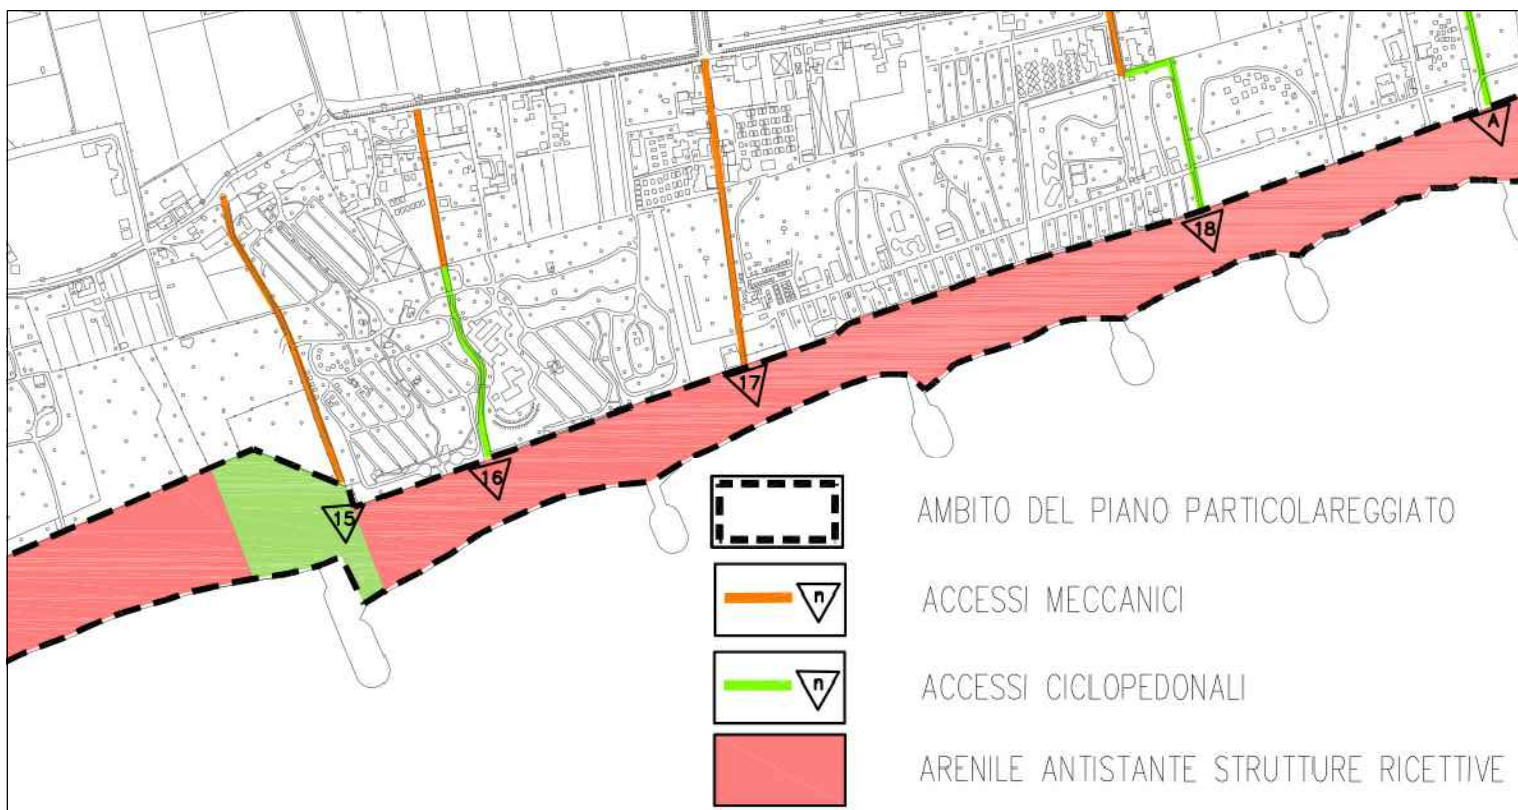 A
18
17
16
15
AMBITO DEL PIANO PARTICOLAREGGIATO
n
ACCESSI MECCANICI
n
ACCESSI CICLOPEDONALI
ARENILE ANTISTANTE STRUTTURE RICETTIVE